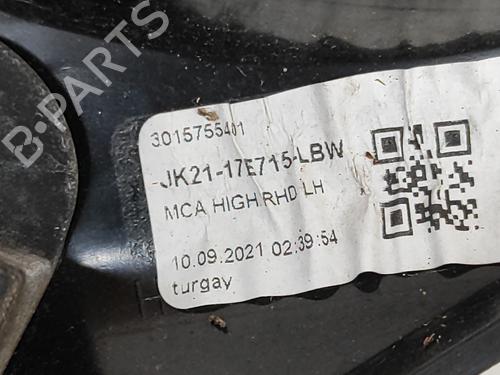 3015755401
JK21-17E715-LBW
MCA HIGH RHD LH
10.09.2021 02:39:54
turgay
B-PARTS